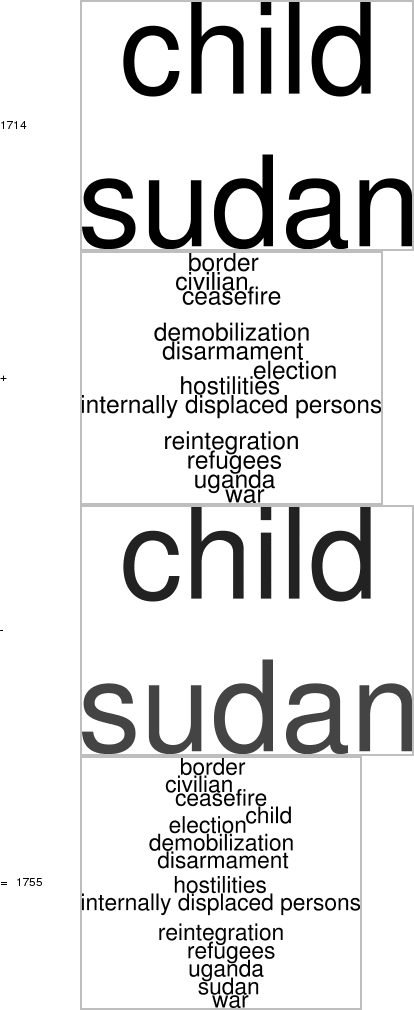 child
1714
sudan
border
civilian
ceasefire
demobilization
disarmament
election
+
hostilities
internally displaced persons
reintegration
refugees
uganda
war
child
-
sudan
border
civilian
ceasefire
child
election
demobilization
disarmament
= 1755
hostilities
internally displaced persons
reintegration
refugees
uganda
sudan
war